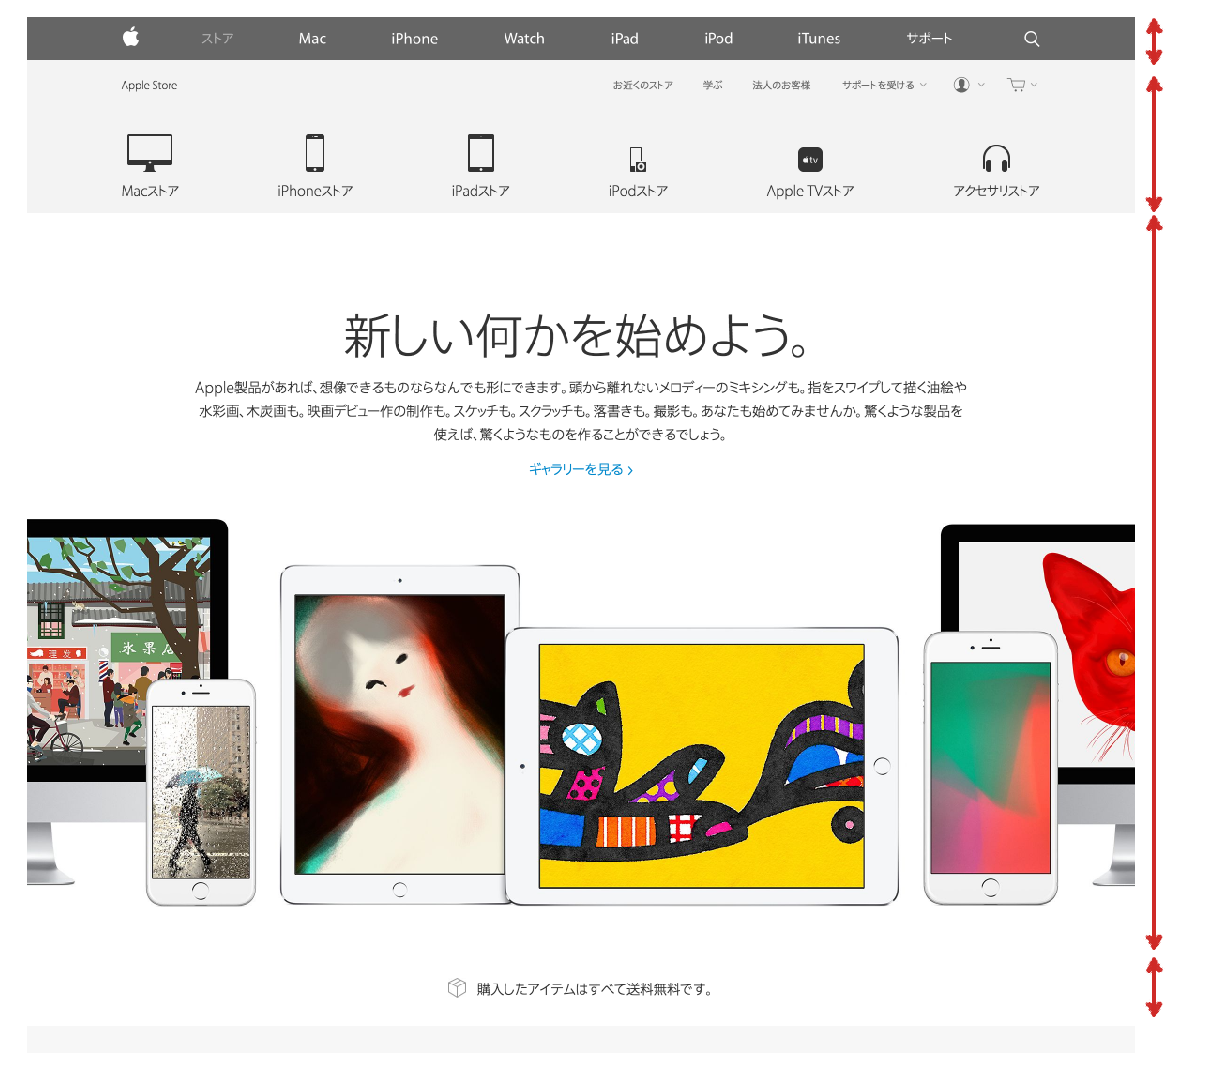 ストア Mac iPhone Watch iPad iPod iTunes サポート
Apple Store お近くのストア 学ぶ 法人のお客様 サポートを受ける
tv
Macストア iPhoneストア iPadストア iPodストア Apple TVストア アクセサリストア
新しい何かを始めよう。
Apple製品があれば、想像できるものならなんでも形にできます。頭から離れないメロディーのミキシングも。指をスワイプして描く油絵や
水彩画、木炭画も。映画デビュー作の制作も。スケッチも。スクラッチも。落書きも。撮影も。あなたも始めてみませんか。驚くような製品を
使えば、驚くようなものを作ることができるでしょう。
ギャラリーを見る
氷果店
理发
購入したアイテムはすべて送料無料です。